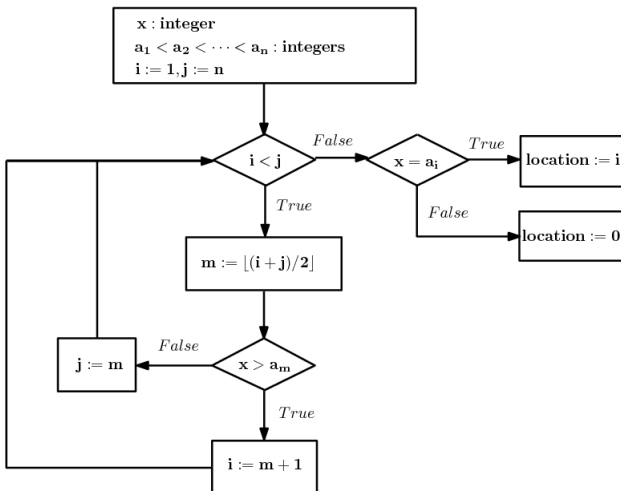 x : integer
a₁ < a₂ < ⋯ < aₙ : integers
i := 1, j := n
i < j
False
x = aᵢ
True
location := i
False
location := 0
True
m := ⌊(i + j)/2⌋
x > aₘ
False
j := m
True
i := m + 1